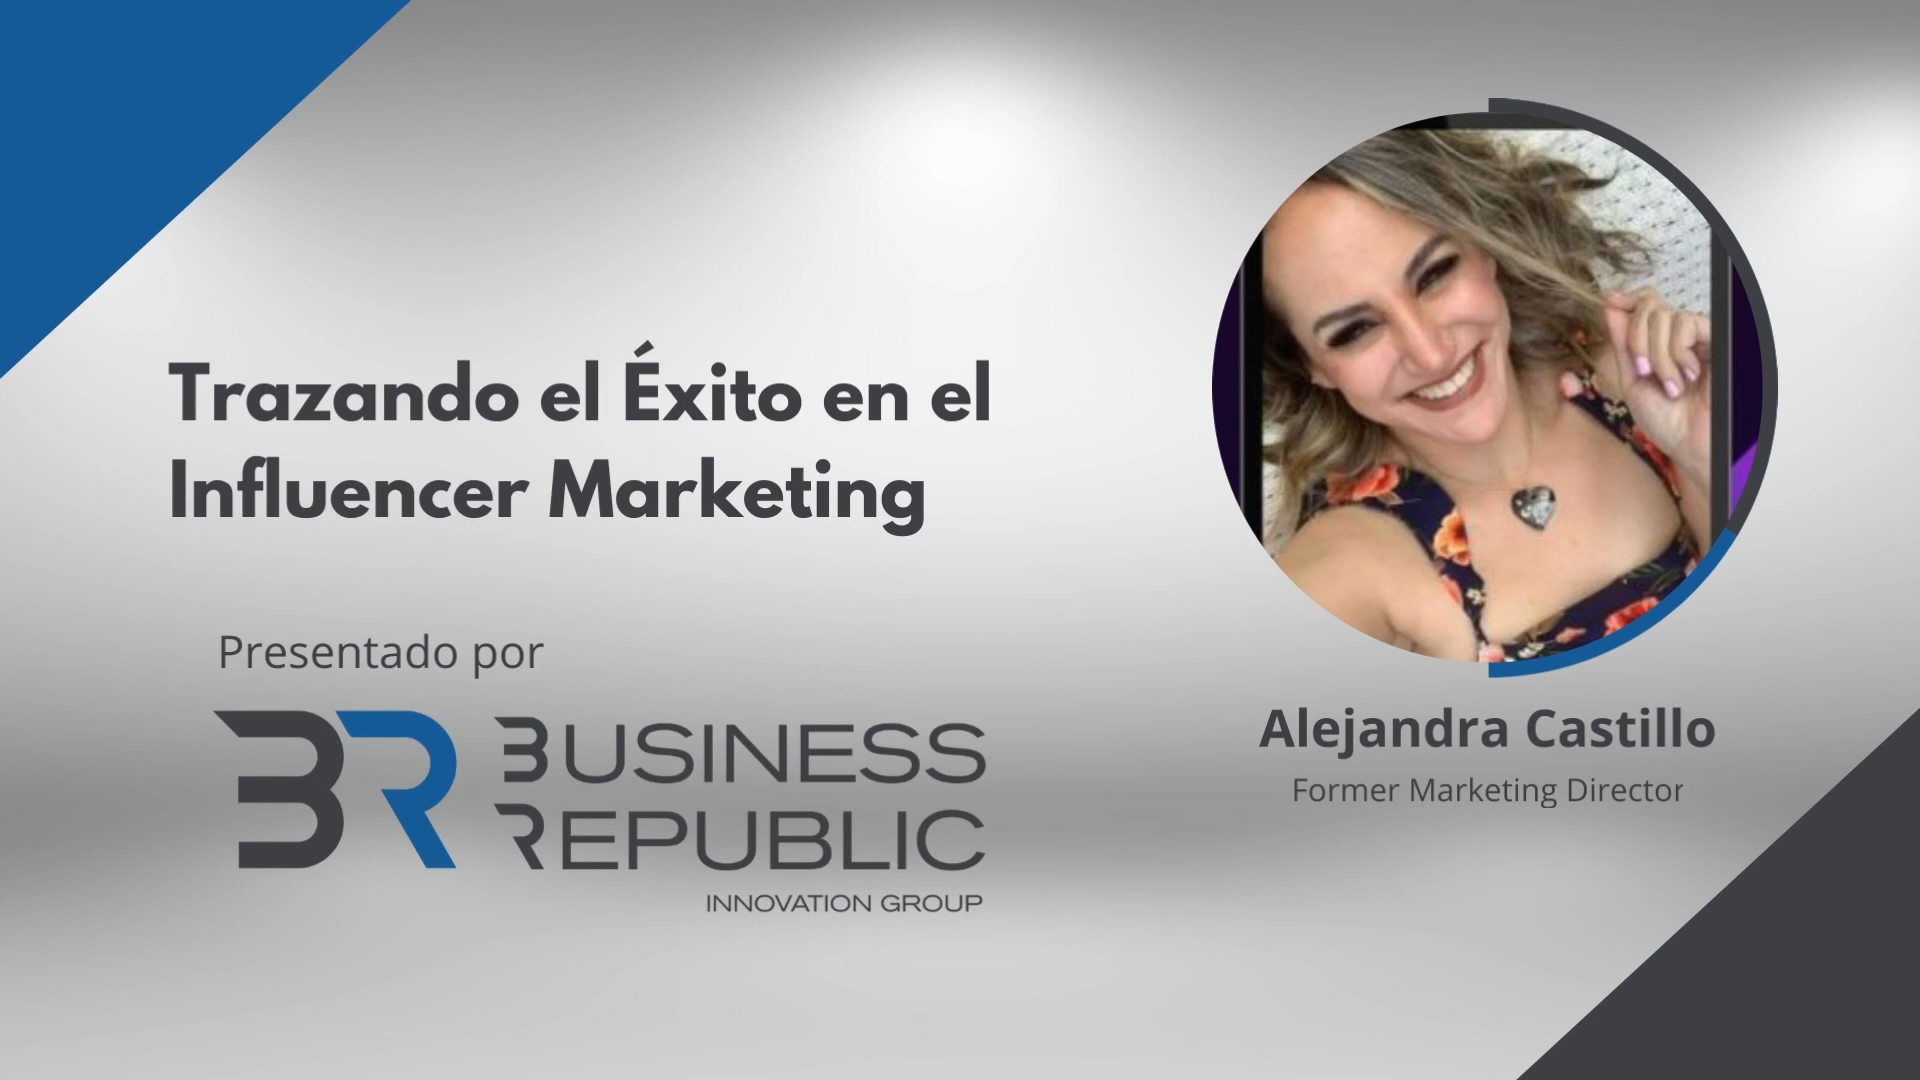 Trazando el Éxito en el
Influencer Marketing
Presentado por
BR BUSINESS
REPUBLIC
INNOVATION GROUP
Alejandra Castillo
Former Marketing Director